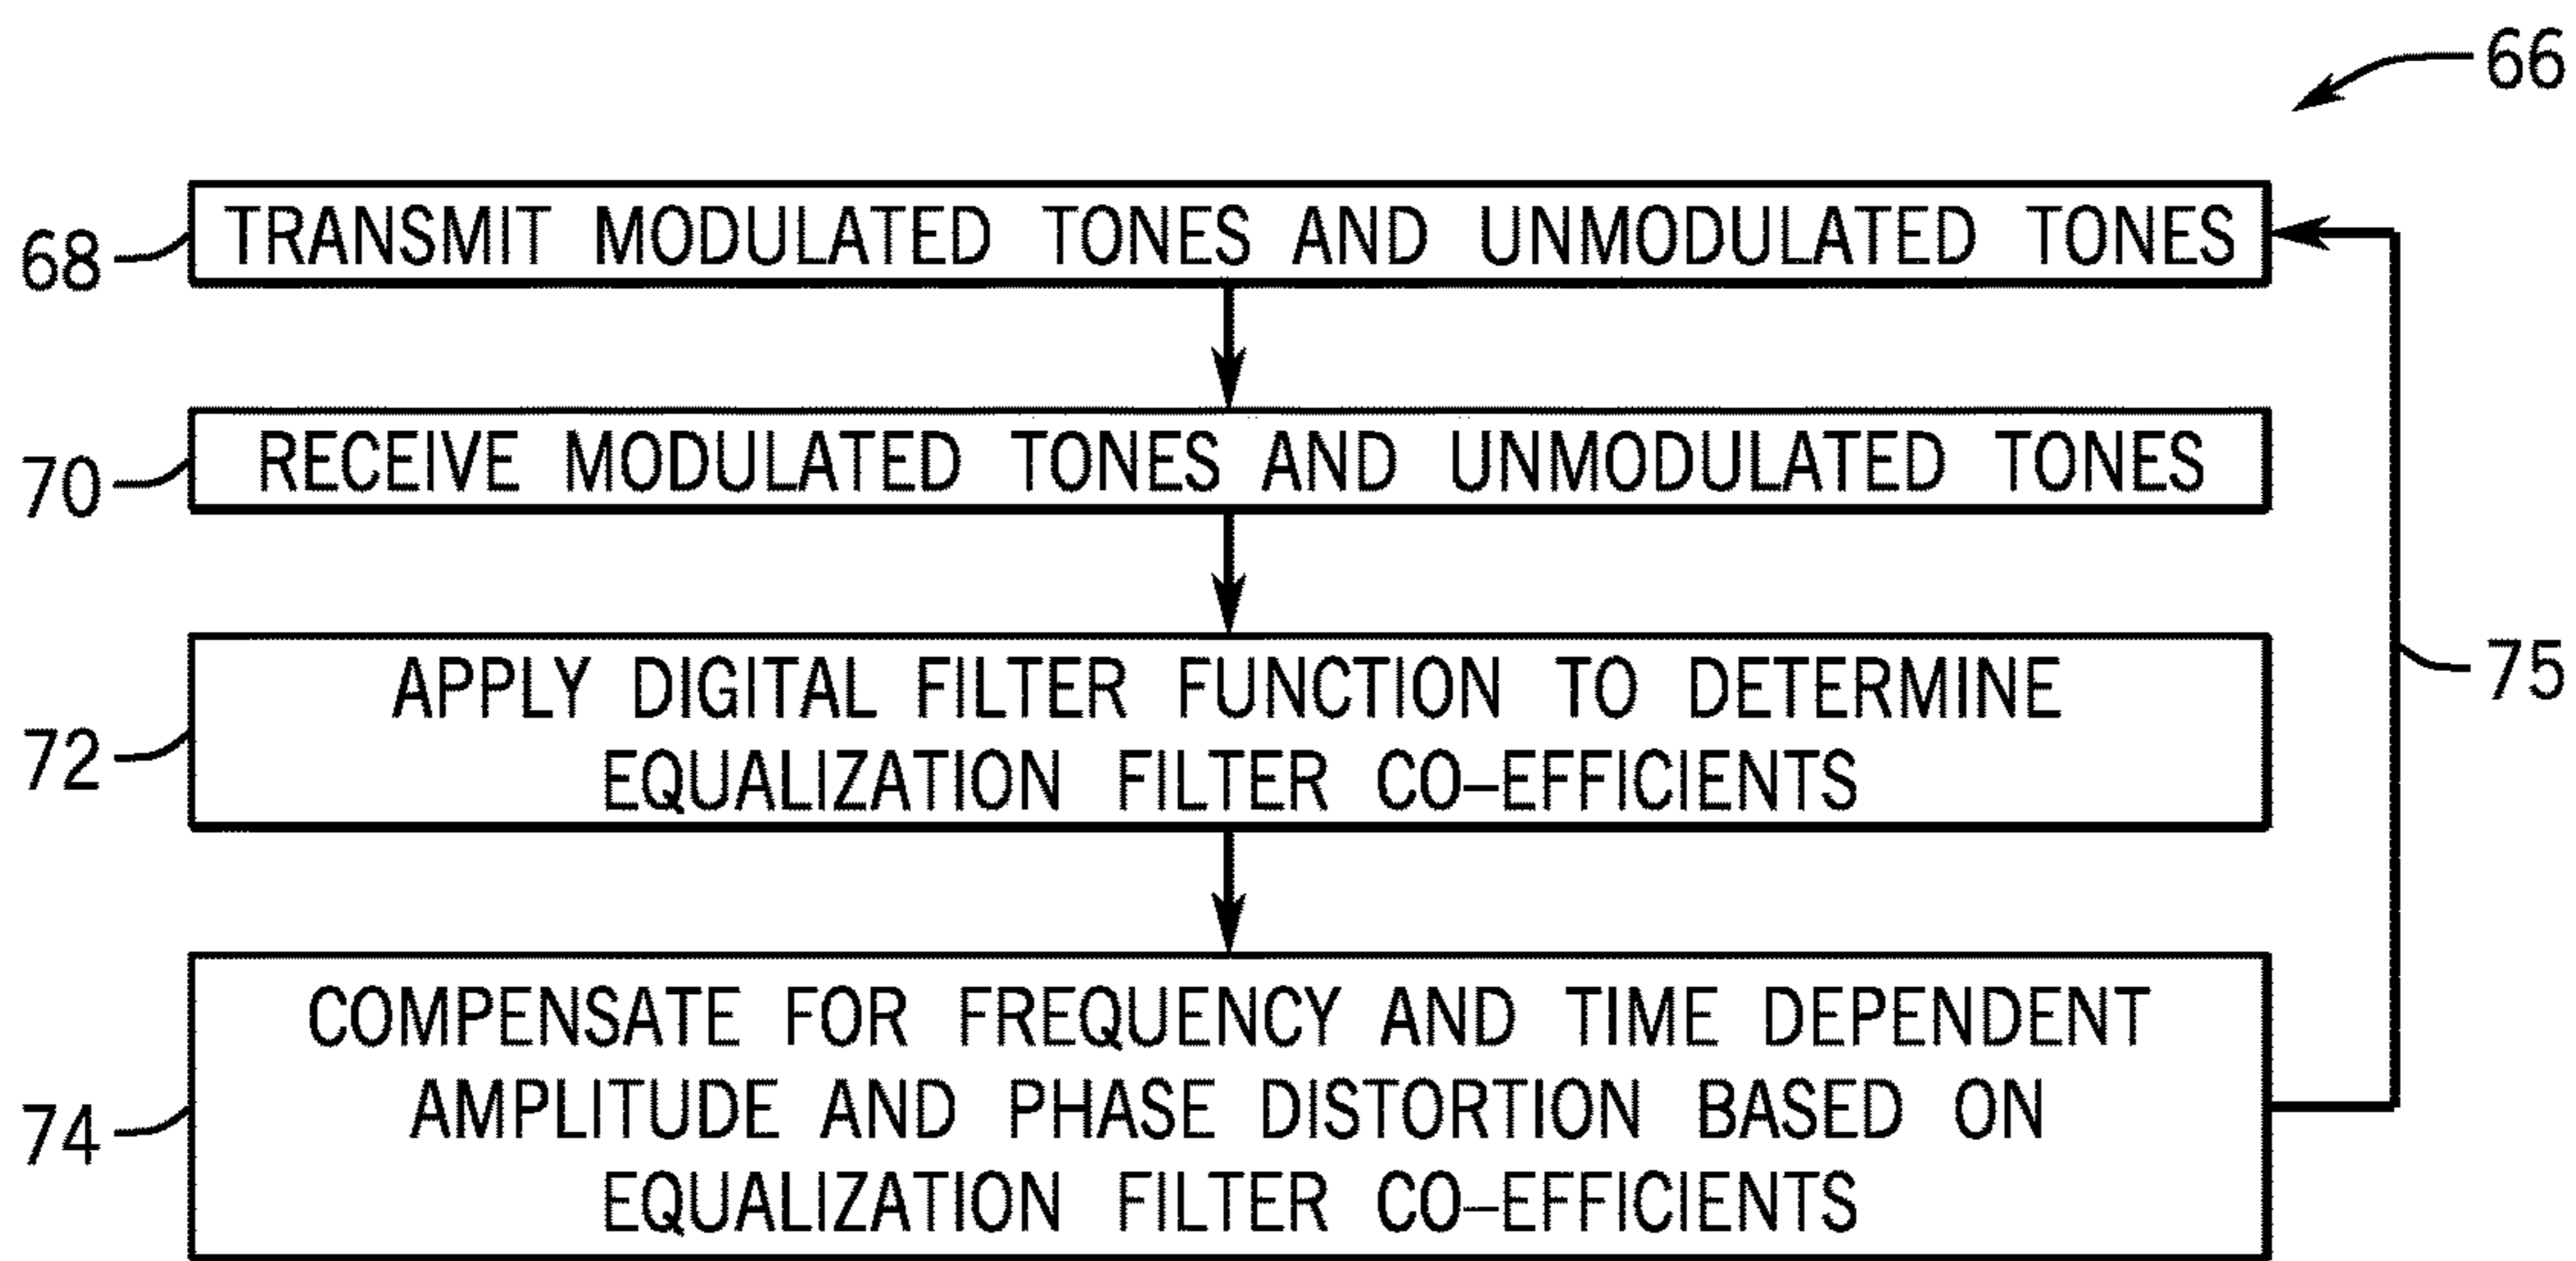 66
68
TRANSMIT MODULATED TONES AND UNMODULATED TONES
70
RECEIVE MODULATED TONES AND UNMODULATED TONES
72
APPLY DIGITAL FILTER FUNCTION TO DETERMINE
EQUALIZATION FILTER CO–EFFICIENTS
75
74
COMPENSATE FOR FREQUENCY AND TIME DEPENDENT
AMPLITUDE AND PHASE DISTORTION BASED ON
EQUALIZATION FILTER CO–EFFICIENTS